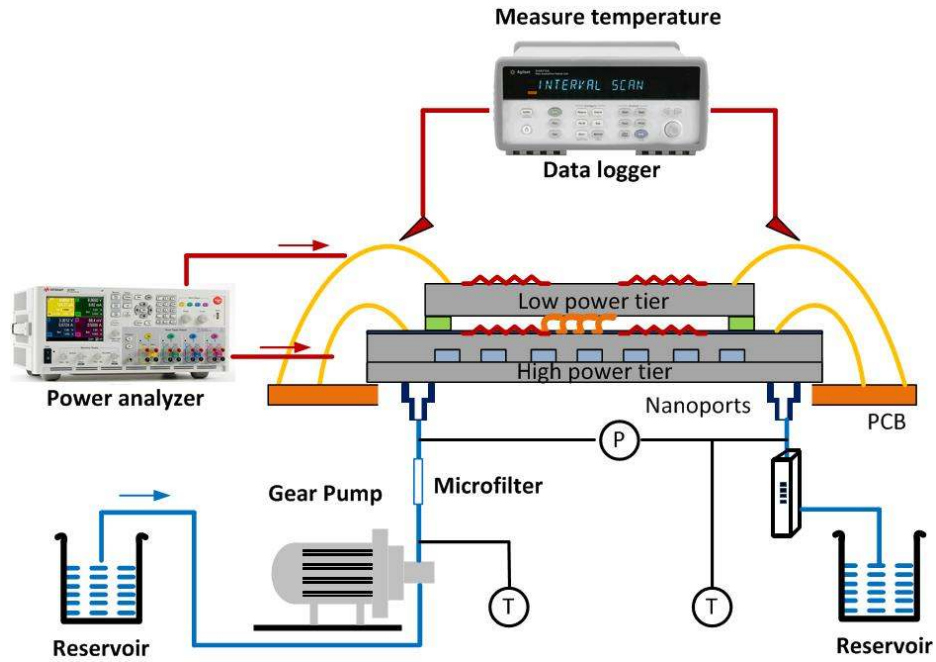 Measure temperature
Agilent
INTERVAL SCAN
Data logger
Low power tier
High power tier
Power analyzer
Nanoports
PCB
P
Gear Pump
Microfilter
T
T
Reservoir
Reservoir